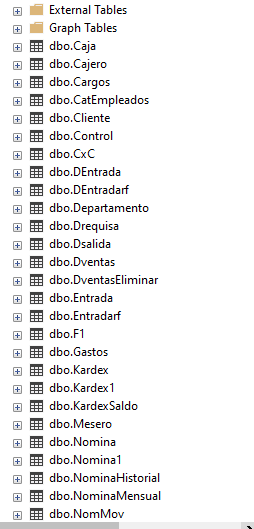 External Tables
Graph Tables
dbo.Caja
dbo.Cajero
dbo.Cargos
dbo.CatEmpleados
dbo.Cliente
dbo.Control
dbo.CxC
dbo.DEntrada
dbo.DEntradarf
dbo.Departamento
dbo.Drequisa
dbo.Dsalida
dbo.Dventas
dbo.DventasEliminar
dbo.Entrada
dbo.Entradarf
dbo.F1
dbo.Gastos
dbo.Kardex
dbo.Kardex1
dbo.KardexSaldo
dbo.Mesero
dbo.Nomina
dbo.Nomina1
dbo.NominaHistorial
dbo.NominaMensual
dbo.NomMov